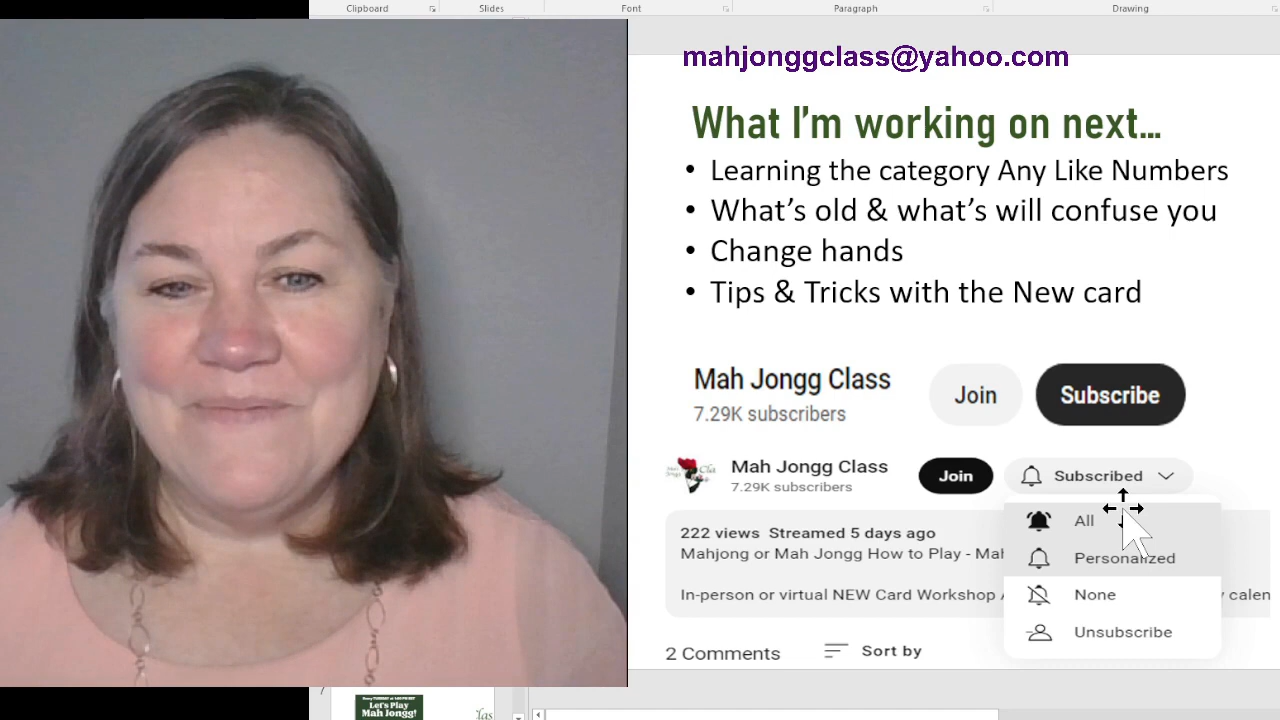 Clipboard Slides Font Paragraph Drawing
mahjonggclass@yahoo.com
What I'm working on next...
• Learning the category Any Like Numbers
• What's old & what's will confuse you
• Change hands
• Tips & Tricks with the New card
Mah Jongg Class
7.29K subscribers
Join
Subscribe
Mah Jongg Class
7.29K subscribers
Join
Subscribed
All
Personalized
None
Unsubscribe
222 views Streamed 5 days ago
Mahjong or Mah Jongg How to Play - Mah
In-person or virtual NEW Card Workshop
calen
2 Comments
Sort by
7
Let's Play
Mah Jongg!